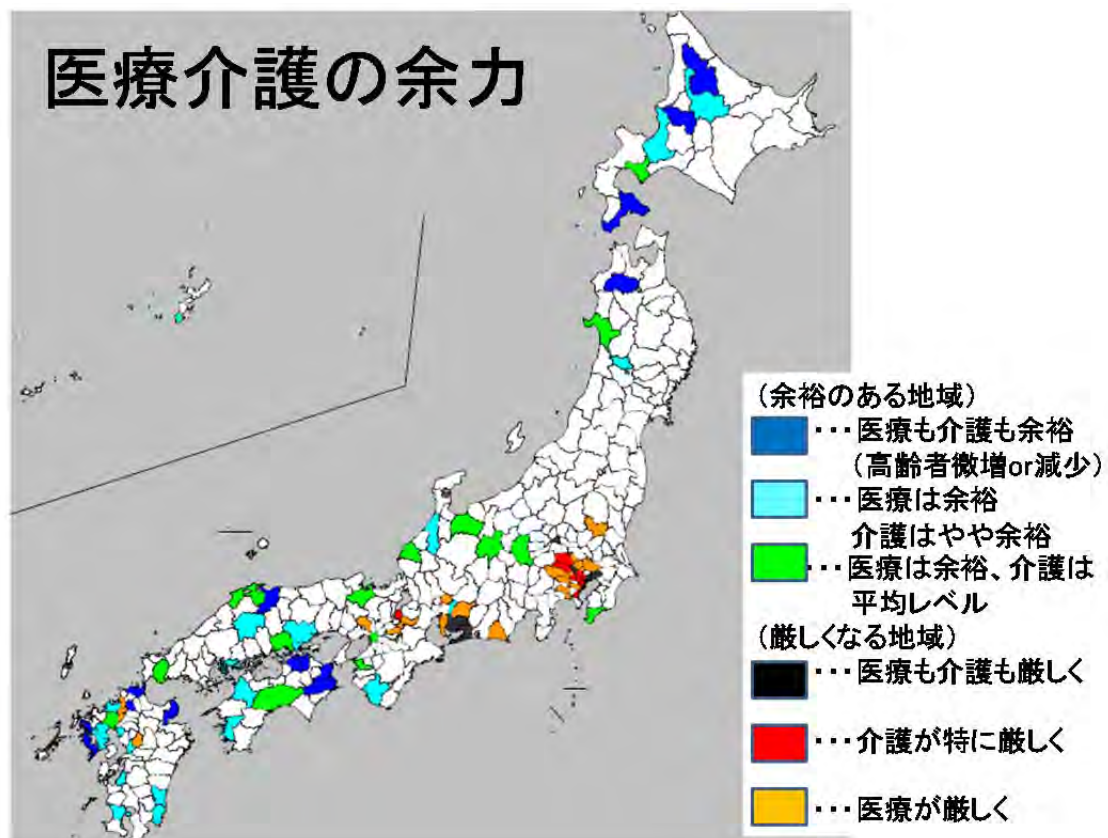 医療介護の余力
（余裕のある地域）
・・・医療も介護も余裕
（高齢者微増or減少）
・・・医療は余裕
介護はやや余裕
・・・医療は余裕、介護は
平均レベル
（厳しくなる地域）
・・・医療も介護も厳しく
・・・介護が特に厳しく
・・・医療が厳しく